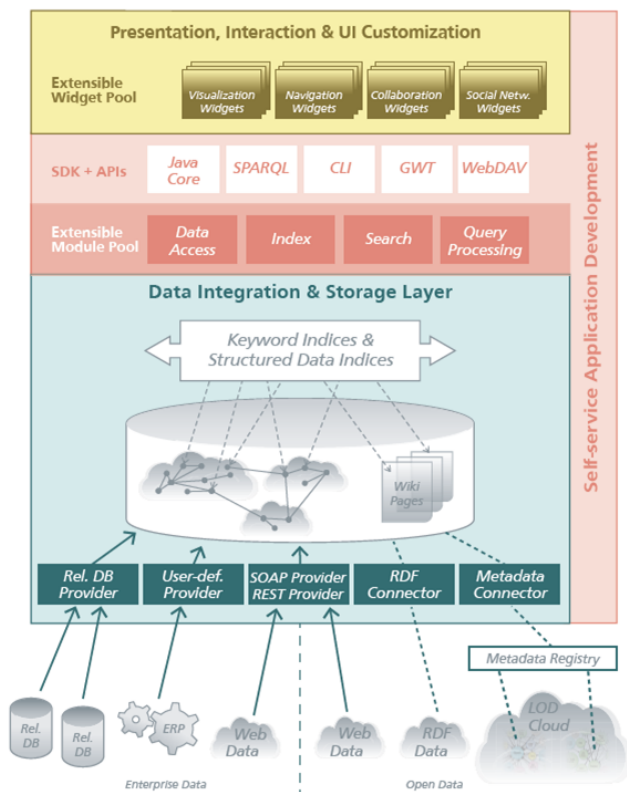 Presentation, Interaction & UI Customization
Extensible
Widget Pool
Visualization
Widgets
Navigation
Widgets
Collaboration
Widgets
Social Netw.
Widgets
SDK + APIs
Java
Core
SPARQL
CLI
GWT
WebDAV
Extensible
Module Pool
Data
Access
Index
Search
Query
Processing
Self-service Application Development
Data Integration & Storage Layer
Keyword Indices &
Structured Data Indices
Wiki
Pages
Rel. DB
Provider
User-def.
Provider
SOAP Provider
REST Provider
RDF
Connector
Metadata
Connector
Metadata Registry
Rel.
DB
Rel.
DB
ERP
Web
Data
Web
Data
RDF
Data
LOD
Cloud
Enterprise Data
Open Data